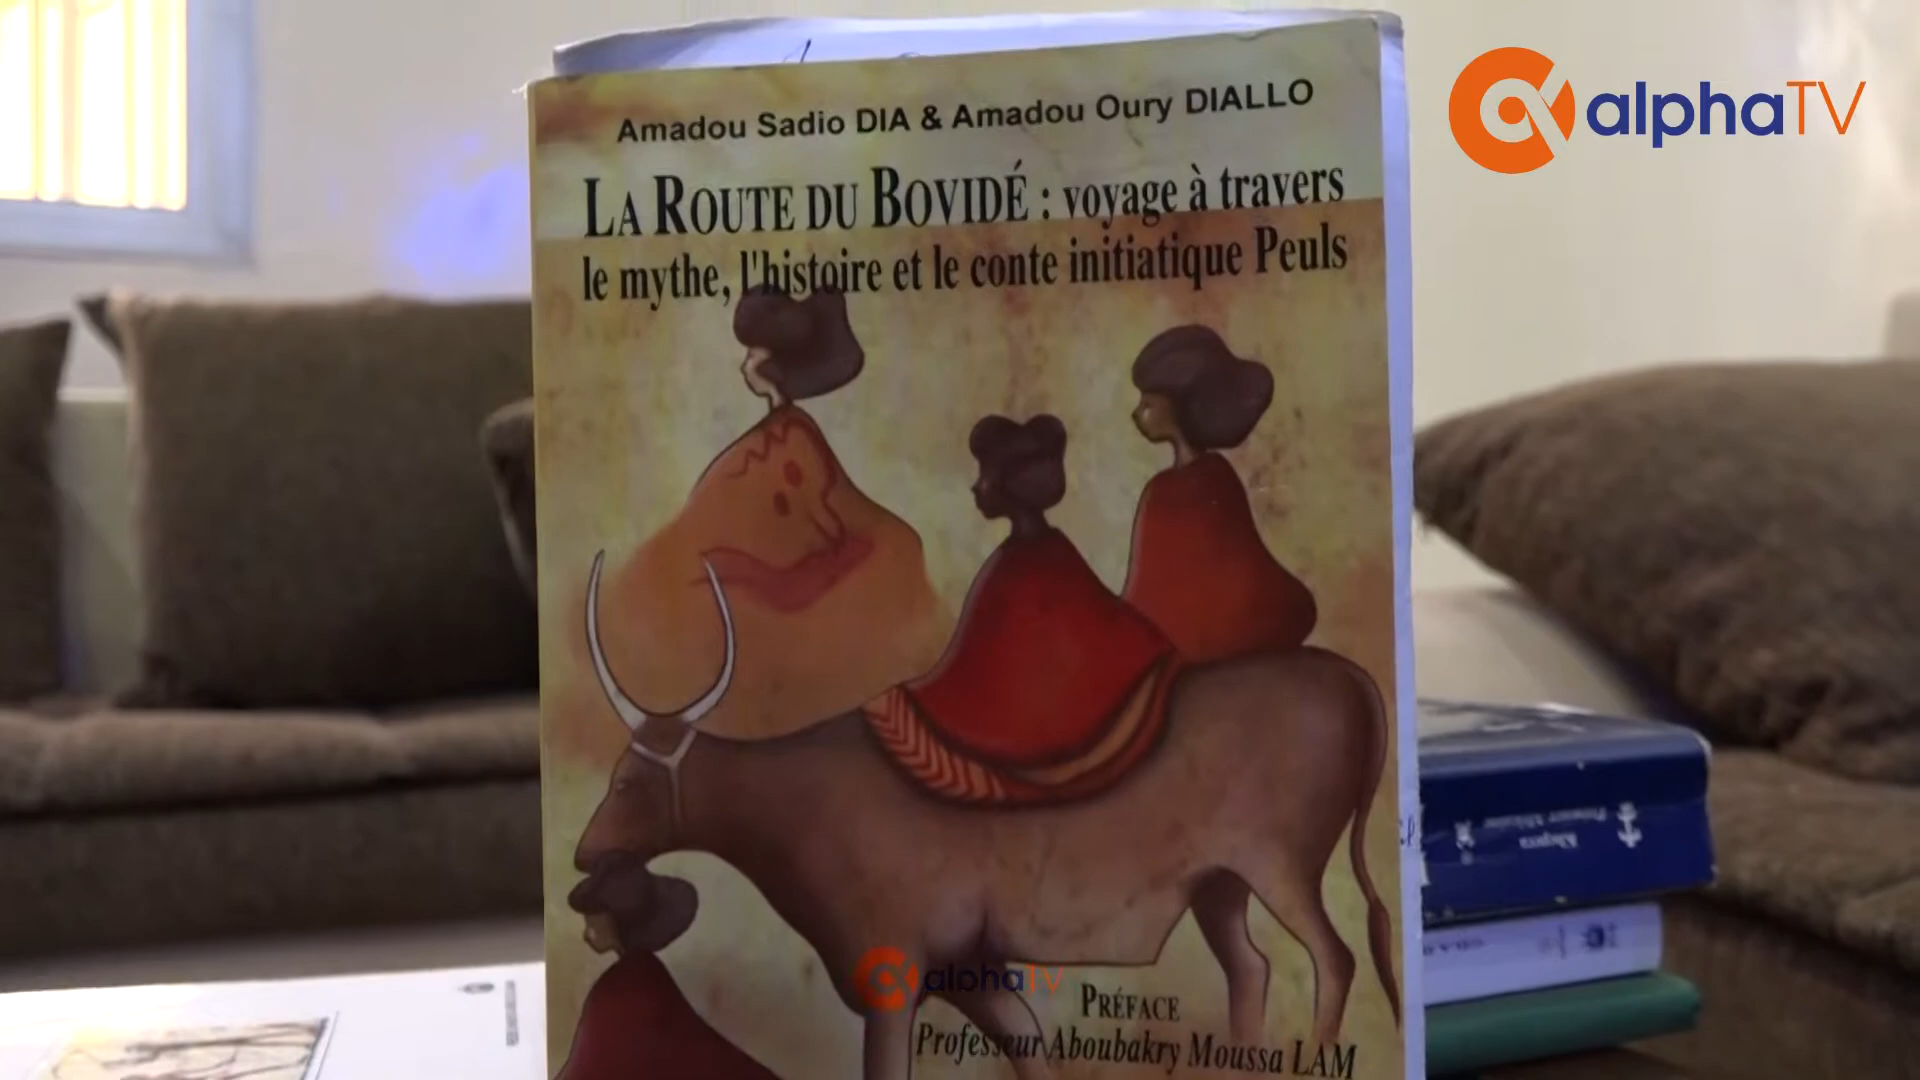 Amadou Sadio DIA & Amadou Oury DIALLO
LA ROUTE DU BOVIDÉ : voyage à travers
le mythe, l'histoire et le conte initiatique Peuls
PRÉFACE
Professeur Aboubakry Moussa LAM
alphaTV
alphaTV